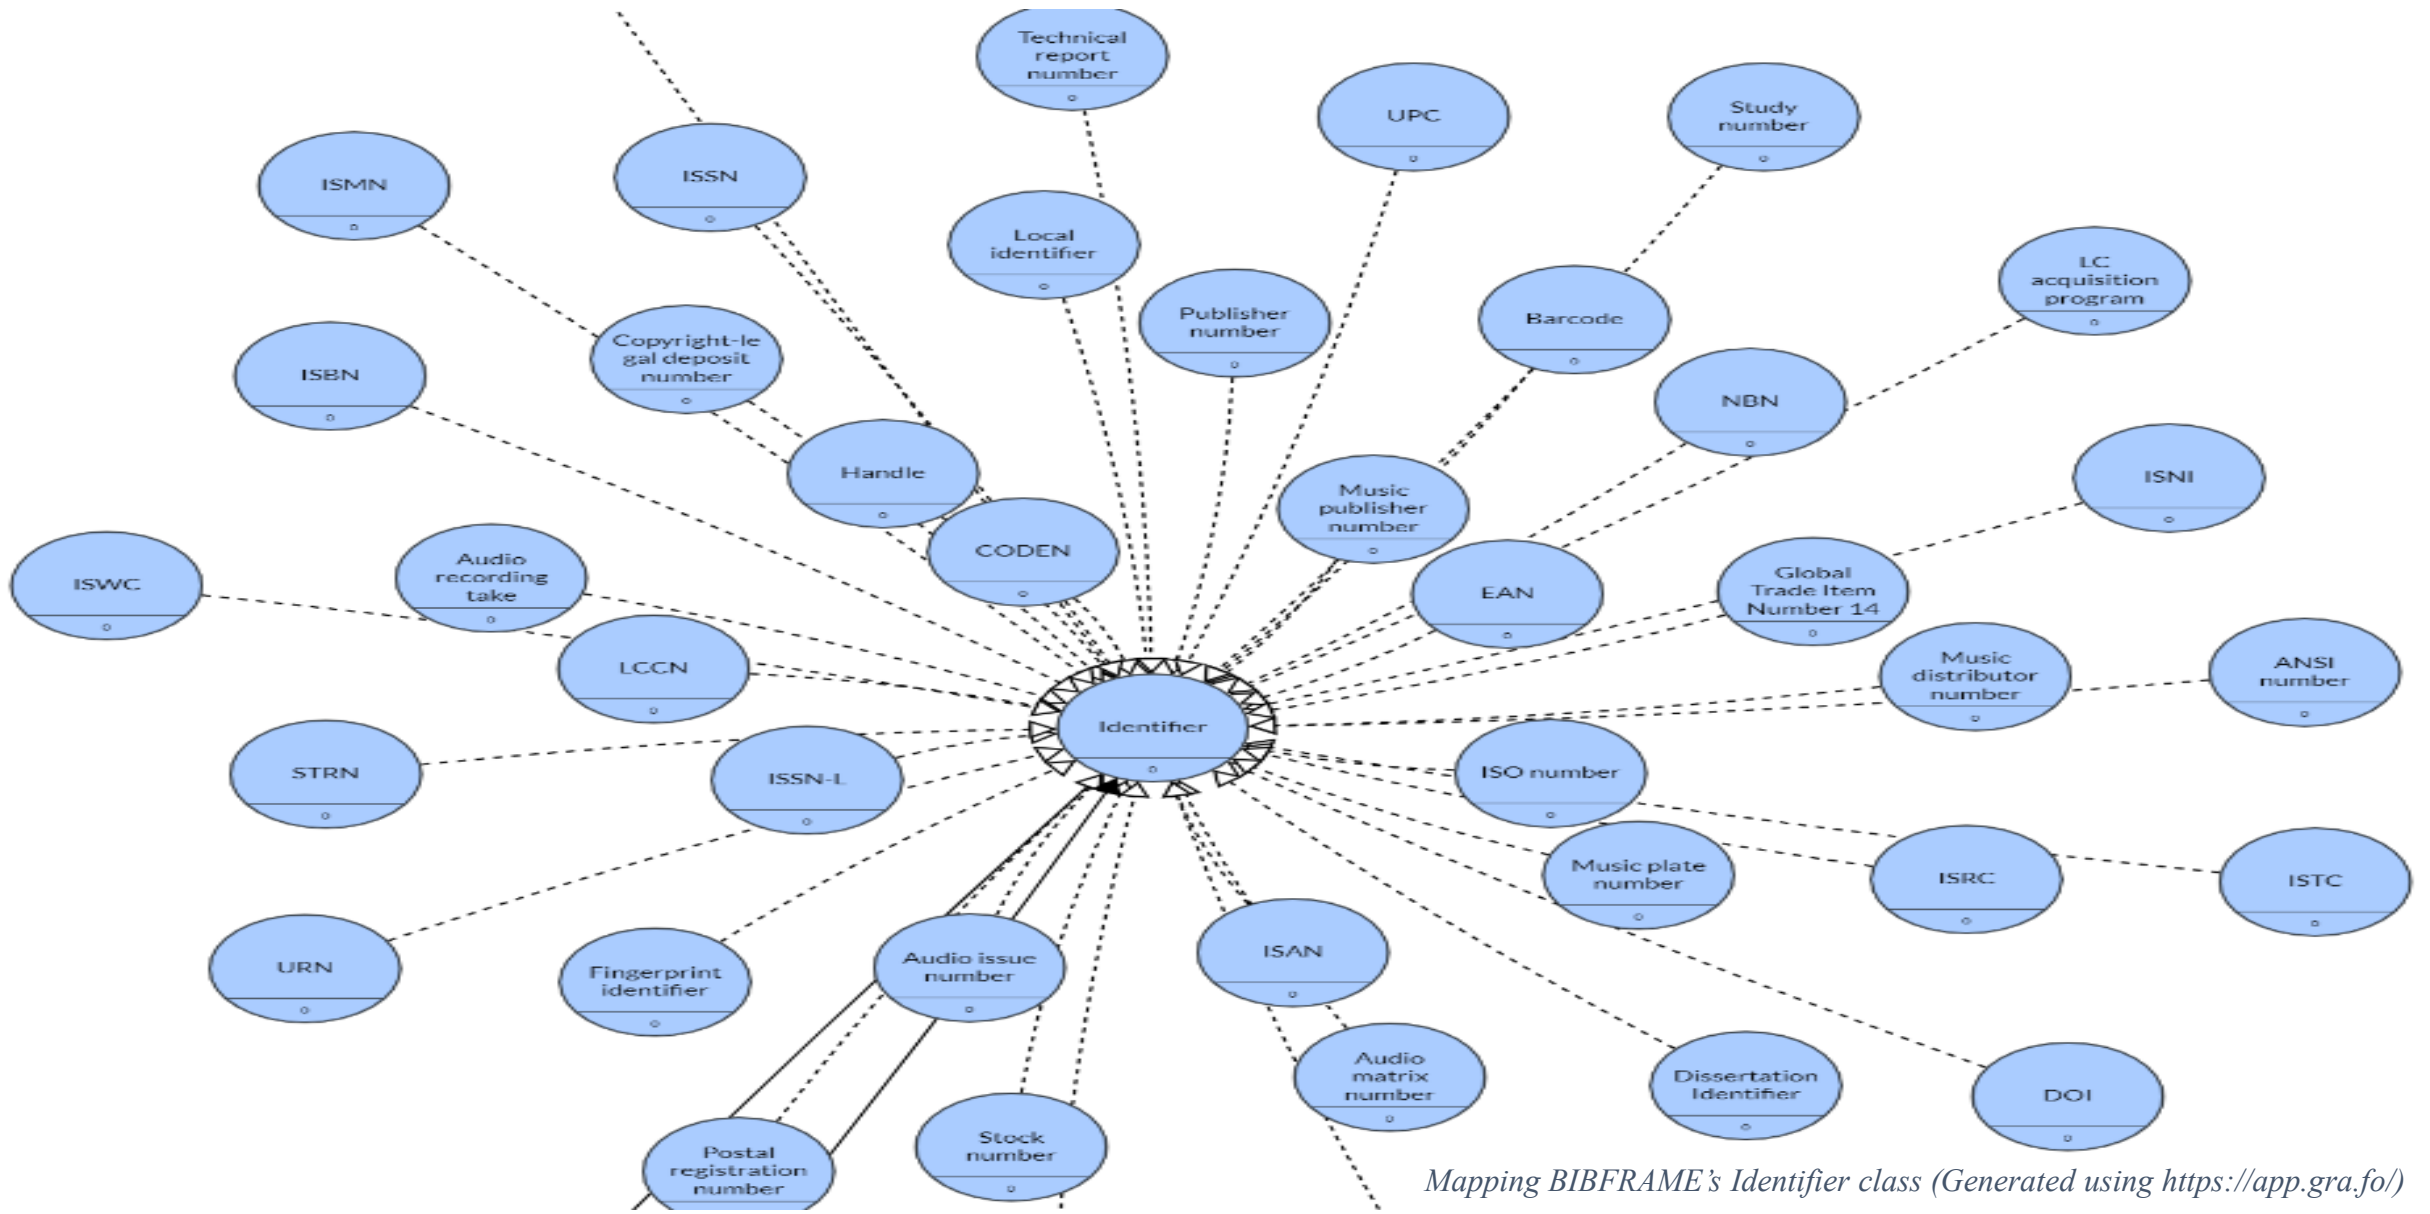 Technical
report
number
o
UPC
o
Study
number
o
ISMN
o
ISSN
o
Local
identifier
o
Publisher
number
o
Barcode
o
LC
acquisition
program
o
ISBN
o
Copyright-le
gal deposit
number
o
NBN
o
Handle
o
CODEN
o
Music
publisher
number
o
ISNI
o
ISWC
o
Audio
recording
take
o
LCCN
o
EAN
o
Global
Trade Item
Number 14
o
Music
distributor
number
o
ANSI
number
o
Identifier
o
STRN
o
ISSN-L
o
ISO number
o
Music plate
number
o
ISRC
o
ISTC
o
URN
o
Fingerprint
identifier
o
Audio issue
number
o
ISAN
o
Audio
matrix
number
o
Dissertation
Identifier
o
DOI
o
Postal
registration
number
Stock
number
o
Mapping BIBFRAME’s Identifier class (Generated using https://app.gra.fo/)